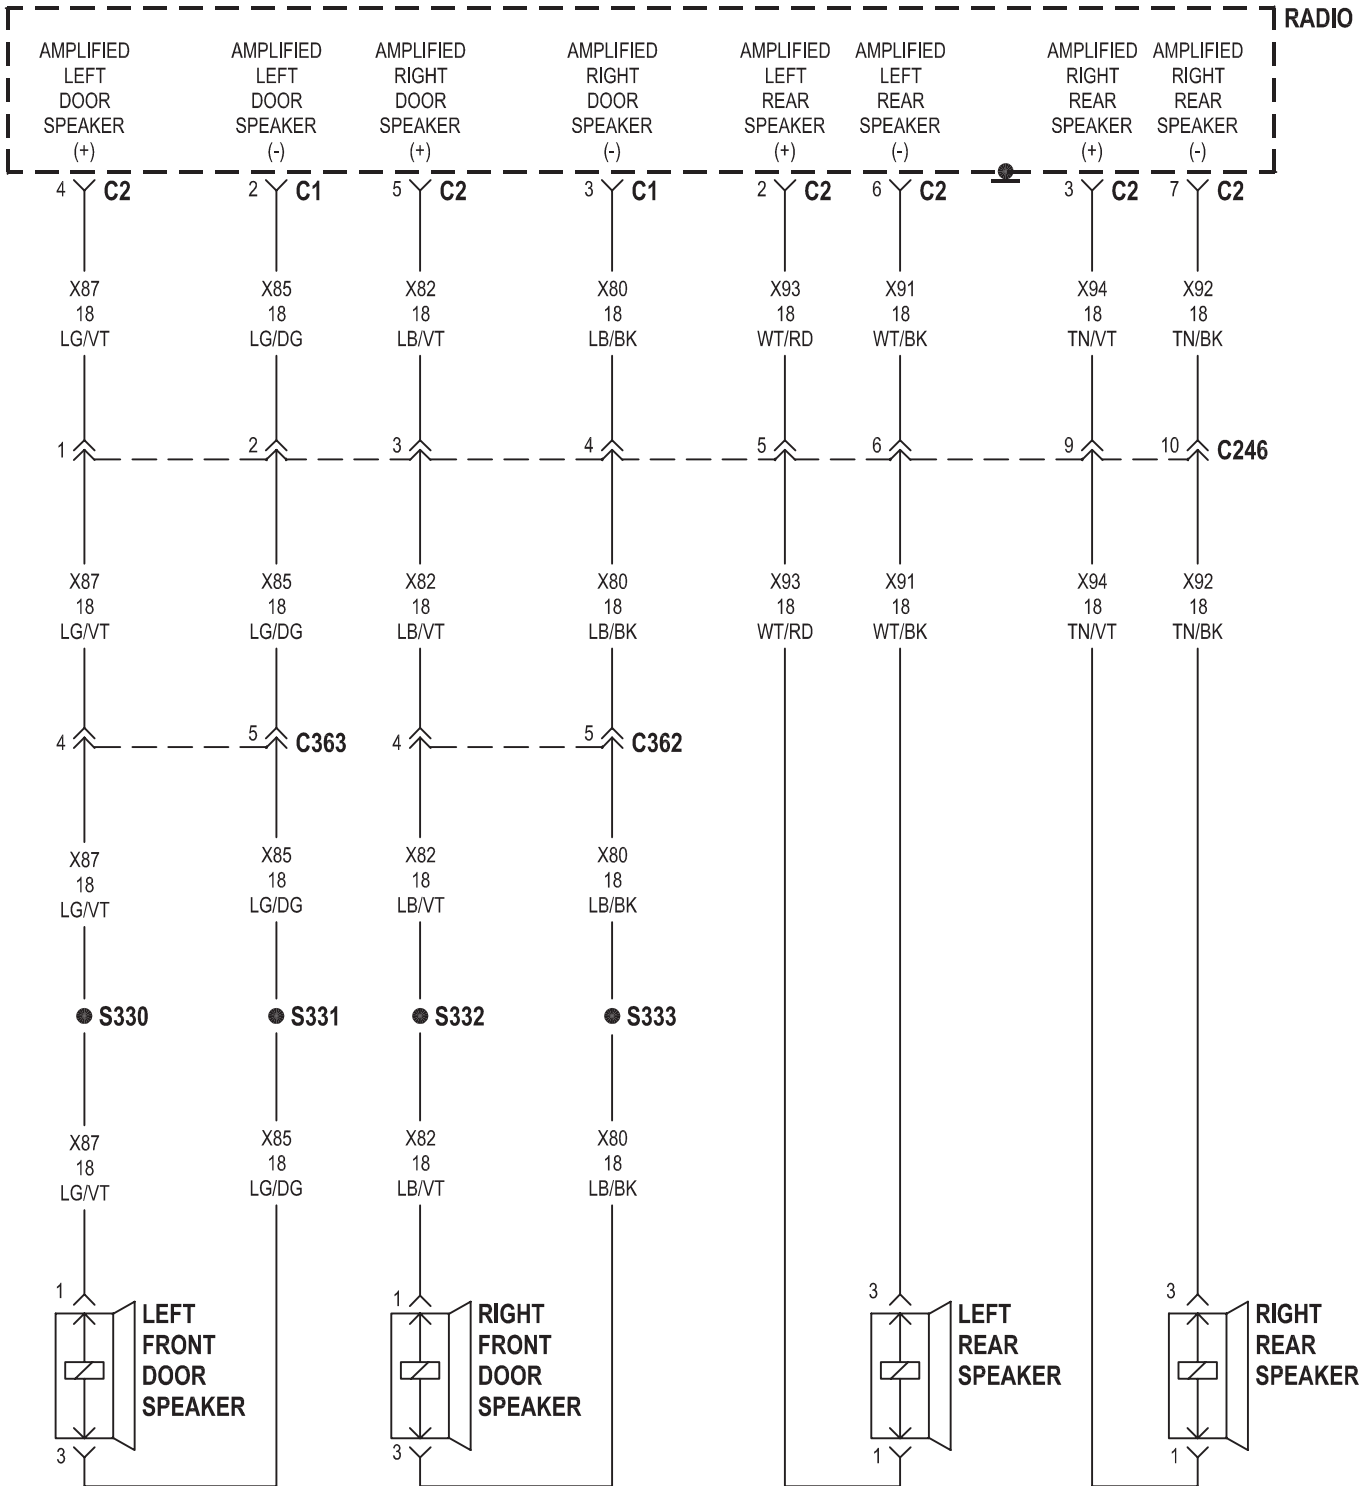 RADIO
AMPLIFIED AMPLIFIED AMPLIFIED AMPLIFIED AMPLIFIED AMPLIFIED AMPLIFIED AMPLIFIED
LEFT LEFT RIGHT RIGHT LEFT LEFT RIGHT RIGHT
DOOR DOOR DOOR DOOR REAR REAR REAR REAR
SPEAKER SPEAKER SPEAKER SPEAKER SPEAKER SPEAKER SPEAKER SPEAKER
(+) (-) (+) (-) (+) (-) (+) (-)
4 C2 2 C1 5 C2 3 C1 2 C2 6 C2 3 C2 7 C2
X87 X85 X82 X80 X93 X91 X94 X92
18 18 18 18 18 18 18 18
LG/VT LG/DG LB/VT LB/BK WT/RD WT/BK TN/VT TN/BK
1 2 3 4 5 6 9 10 C246
X87 X85 X82 X80 X93 X91 X94 X92
18 18 18 18 18 18 18 18
LG/VT LG/DG LB/VT LB/BK WT/RD WT/BK TN/VT TN/BK
4 5 C363 4 5 C362
X87 X85 X82 X80
18 18 18 18
LG/VT LG/DG LB/VT LB/BK
S330 S331 S332 S333
X87 X85 X82 X80
18 18 18 18
LG/VT LG/DG LB/VT LB/BK
1 1 3 3
LEFT RIGHT LEFT RIGHT
FRONT FRONT REAR REAR
DOOR DOOR SPEAKER SPEAKER
SPEAKER SPEAKER
3 3 1 1